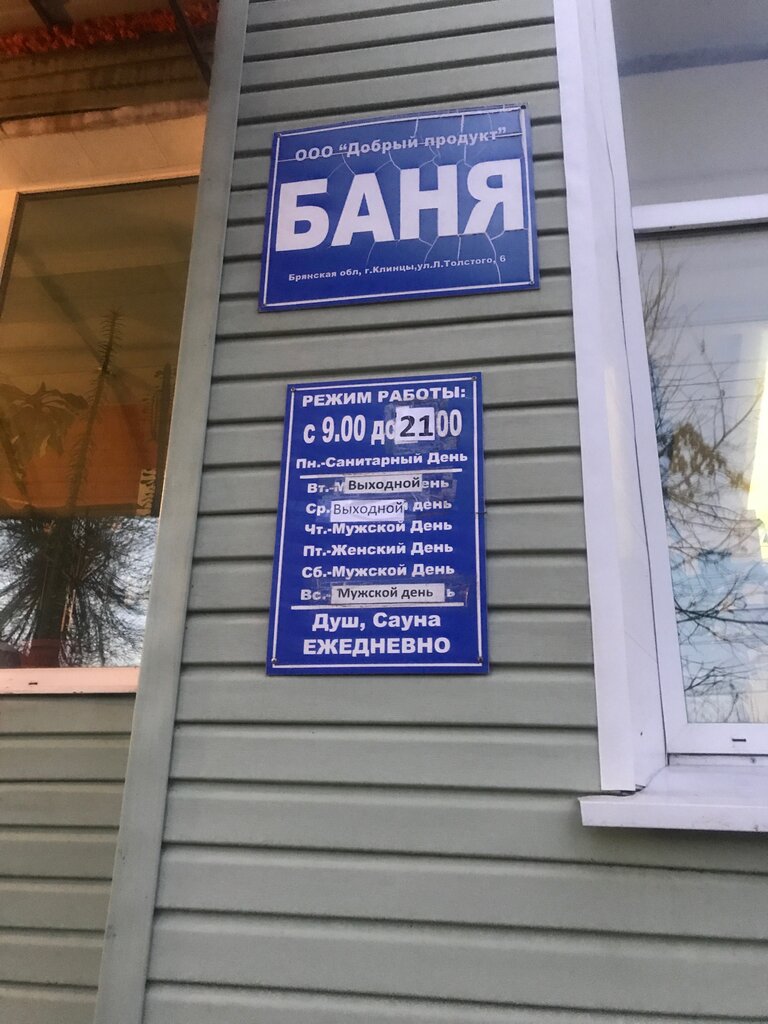 ООО "Добрый продукт"
БАНЯ
Брянская обл, г.Клинцы,ул.Л.Толстого, 6
РЕЖИМ РАБОТЫ:
с 9.00 до 21 00
Пн.-Санитарный День
Вт.- Выходной ень
Ср. Выходной день
Чт.-Мужской День
Пт.-Женский День
Сб.-Мужской День
Вс.- Мужской день ь
Душ, Сауна
ЕЖЕДНЕВНО